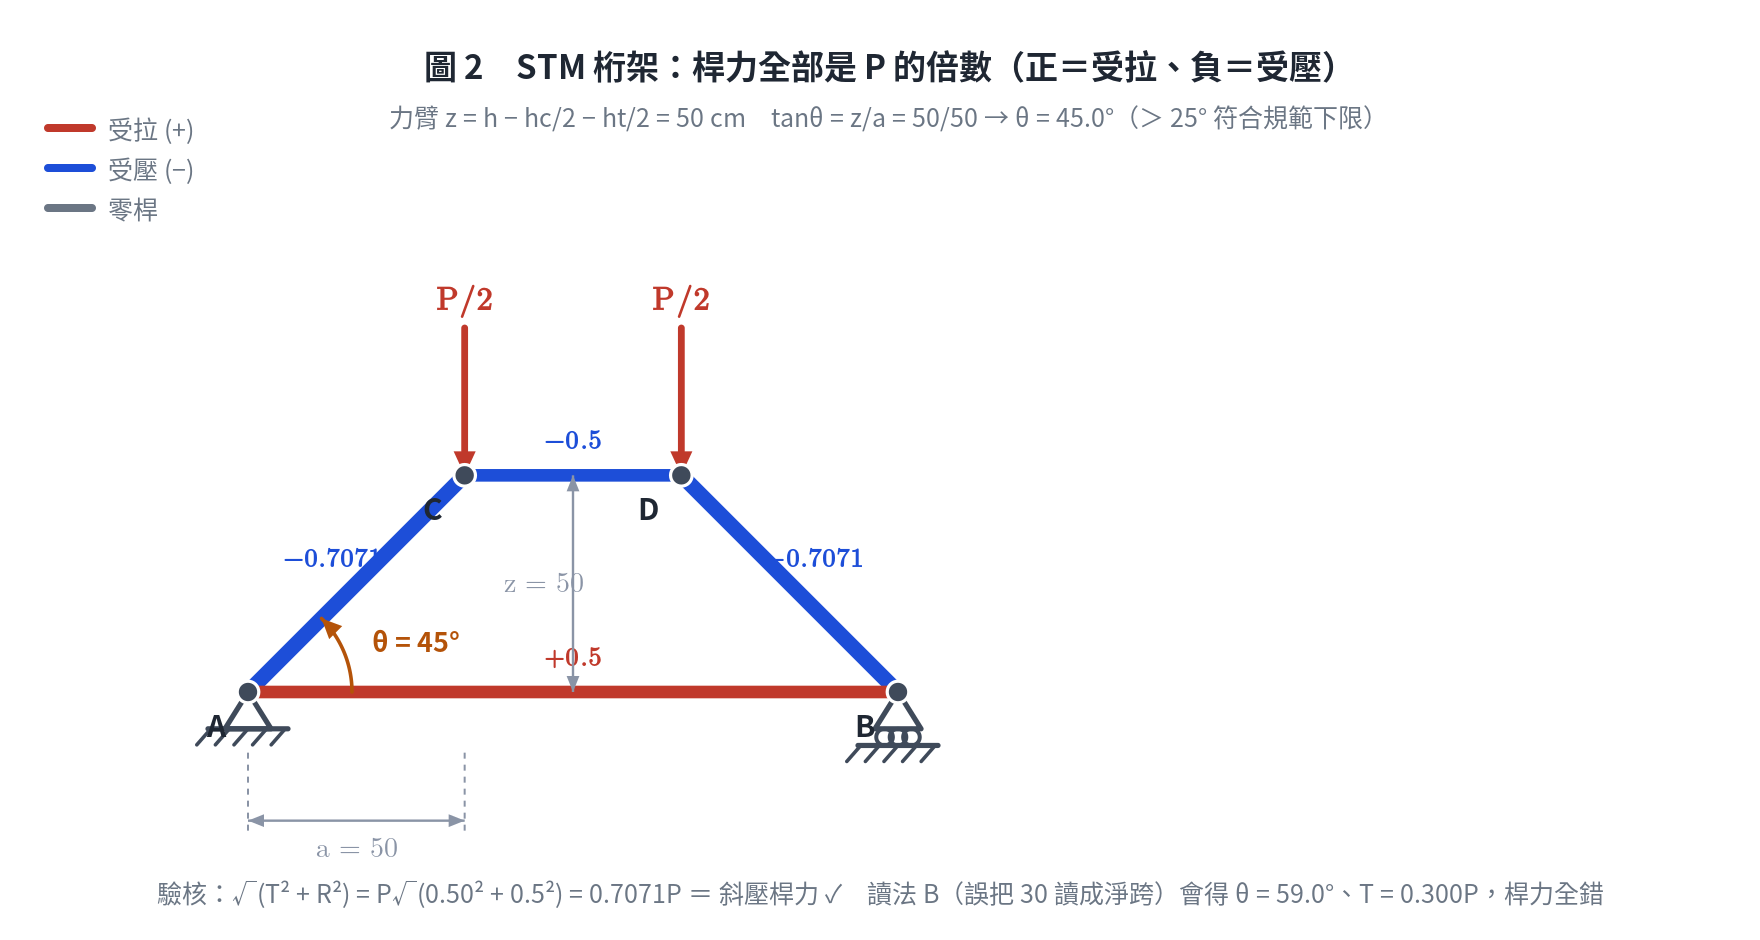 圖 2　STM 桁架：桿力全部是 P 的倍數（正＝受拉、負＝受壓）
力臂 z = h − hc/2 − ht/2 = 50 cm　tanθ = z/a = 50/50 → θ = 45.0°（＞ 25° 符合規範下限）
受拉 (+)
受壓 (−)
零桿
P/2
P/2
−0.5
C
D
−0.7071
−0.7071
z = 50
θ = 45°
+0.5
A
B
a = 50
驗核：√(T² + R²) = P√(0.50² + 0.5²) = 0.7071P ＝ 斜壓桿力 ✓　讀法 B（誤把 30 讀成淨跨）會得 θ = 59.0°、T = 0.300P，桿力全錯